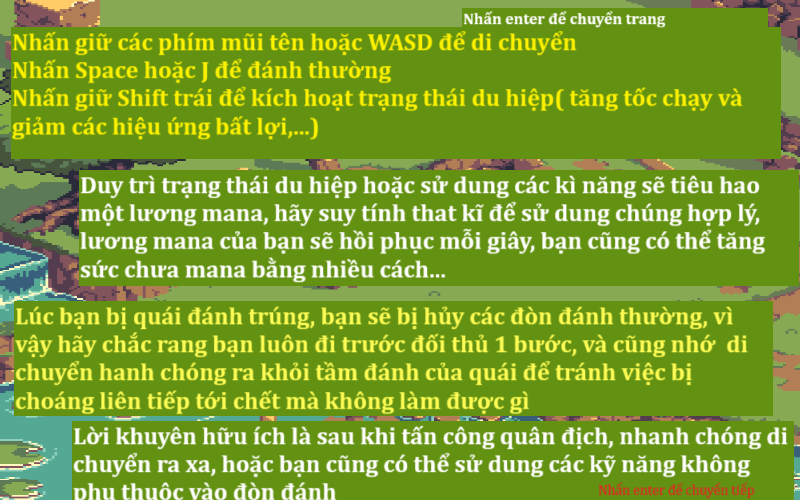 Nhấn enter để chuyển trang
Nhấn giữ các phím mũi tên hoặc WASD để di chuyển
Nhấn Space hoặc J để đánh thường
Nhấn giữ Shift trái để kích hoạt trạng thái du hiệp( tăng tốc chạy và
giảm các hiệu ứng bất lợi,...)
Duy trì trạng thái du hiệp hoặc sử dung các kì năng sẽ tiêu hao
một lương mana, hãy suy tính that kĩ để sử dung chúng hợp lý,
lương mana của bạn sẽ hồi phục mỗi giây, bạn cũng có thể tăng
sức chưa mana bằng nhiều cách...
Lúc bạn bị quái đánh trúng, bạn sẽ bị hủy các đòn đánh thường, vì
vậy hãy chắc rang bạn luôn đi trước đối thủ 1 bước, và cũng nhớ di
chuyển hanh chóng ra khỏi tầm đánh của quái để tránh việc bị
choáng liên tiếp tới chết mà không làm được gì
Lời khuyên hữu ích là sau khi tấn công quân địch, nhanh chóng di
chuyển ra xa, hoặc bạn cũng có thể sử dung các kỹ năng không
phu thuôc vào đòn đánh
Nhấn enter để chuyển tiếp